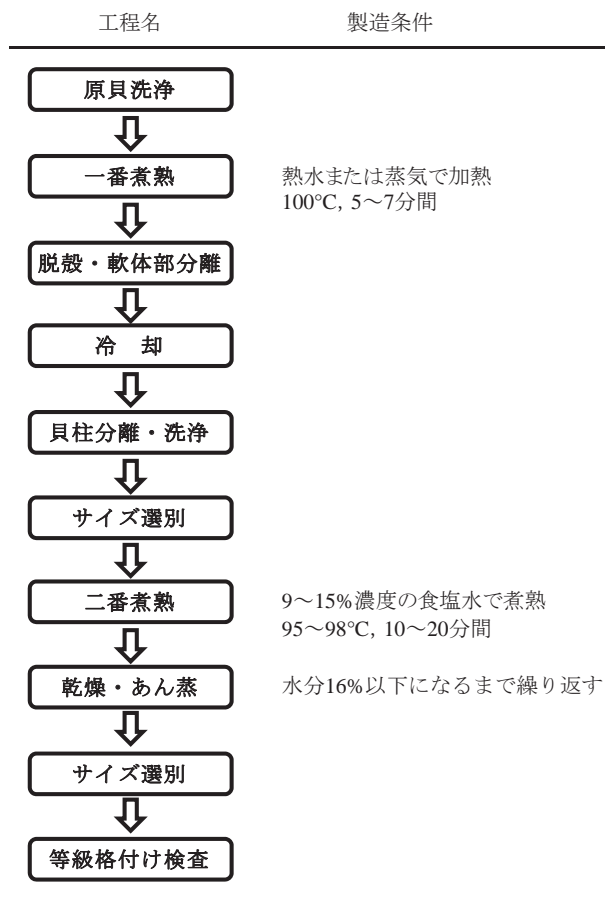 工程名 製造条件
原貝洗浄
一番煮熟
熱水または蒸気で加熱
100°C, 5～7分間
脱殻・軟体部分離
冷　却
貝柱分離・洗浄
サイズ選別
二番煮熟
9～15%濃度の食塩水で煮熟
95～98°C, 10～20分間
乾燥・あん蒸
水分16%以下になるまで繰り返す
サイズ選別
等級格付け検査